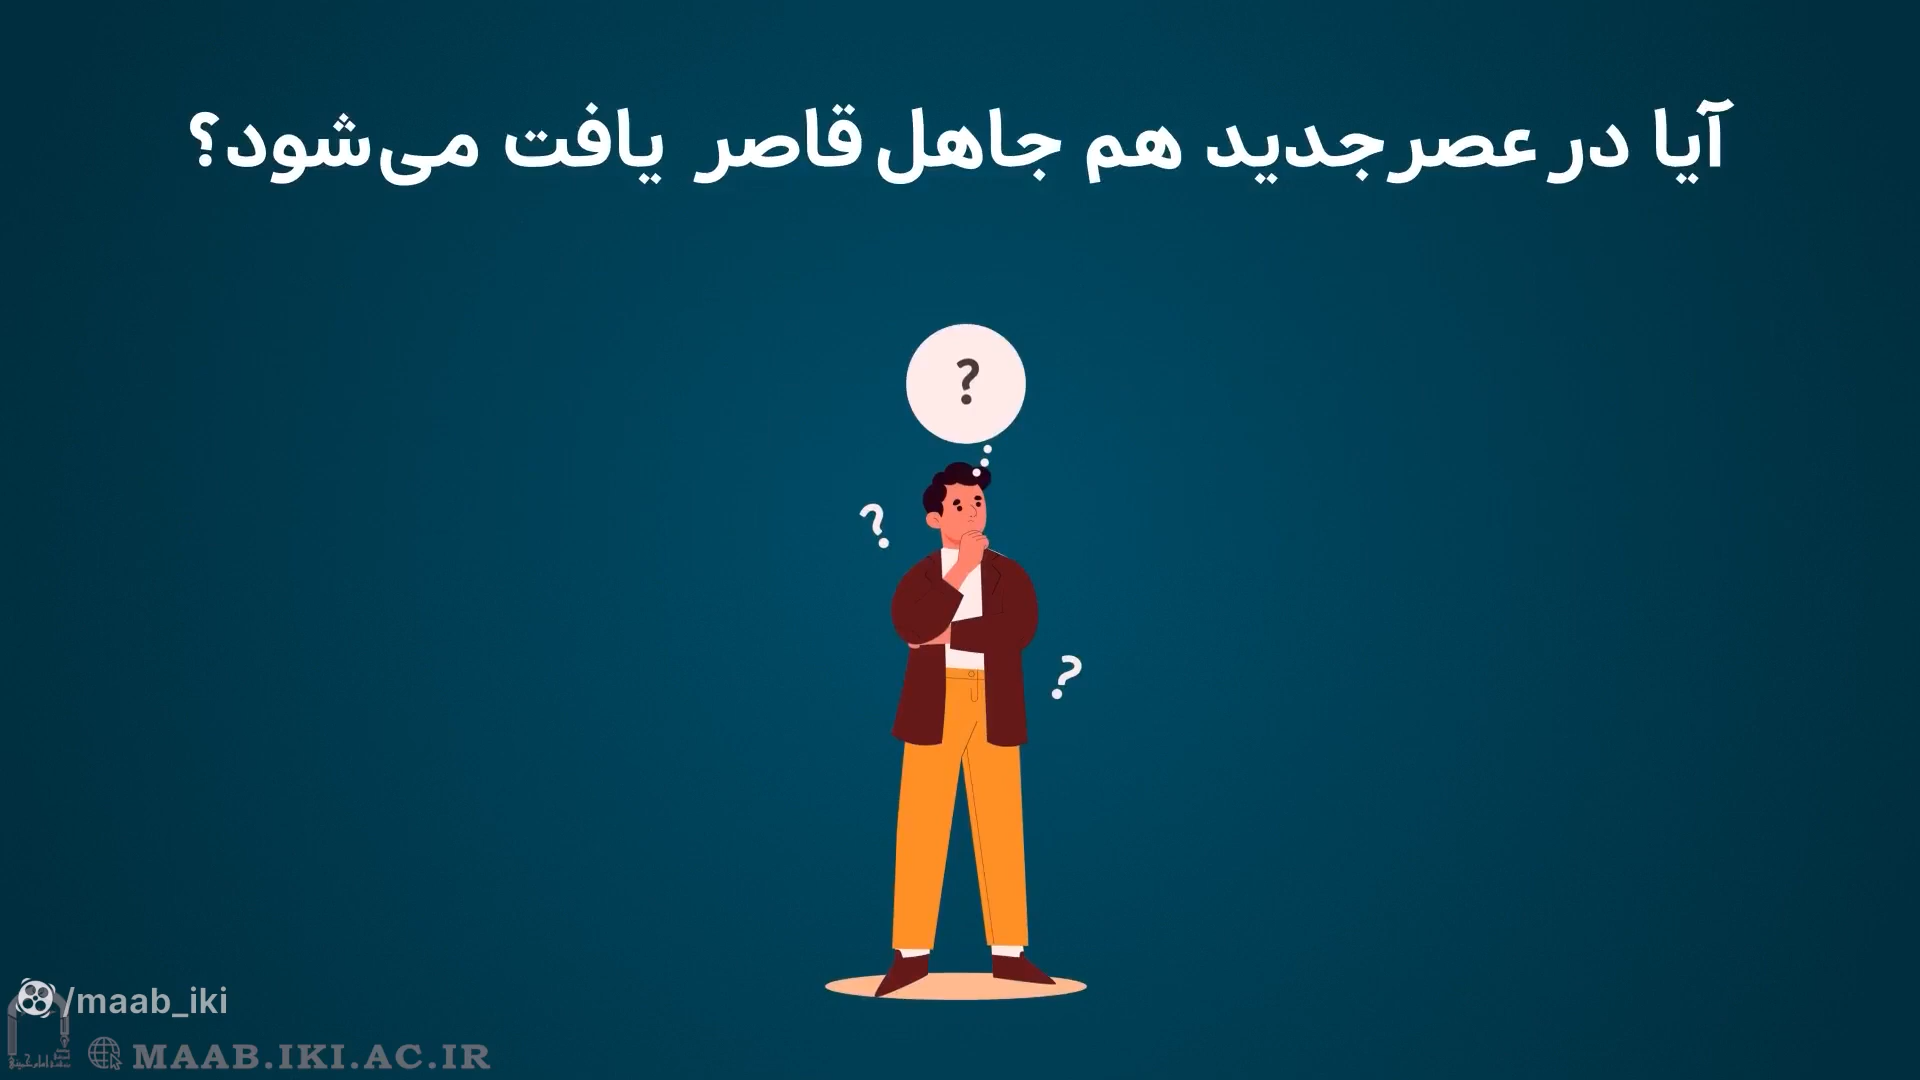 آیا در عصر جدید هم جاهل قاصر یافت می‌شود؟
?
?
?
/maab_iki
MAAB.IKI.AC.IR